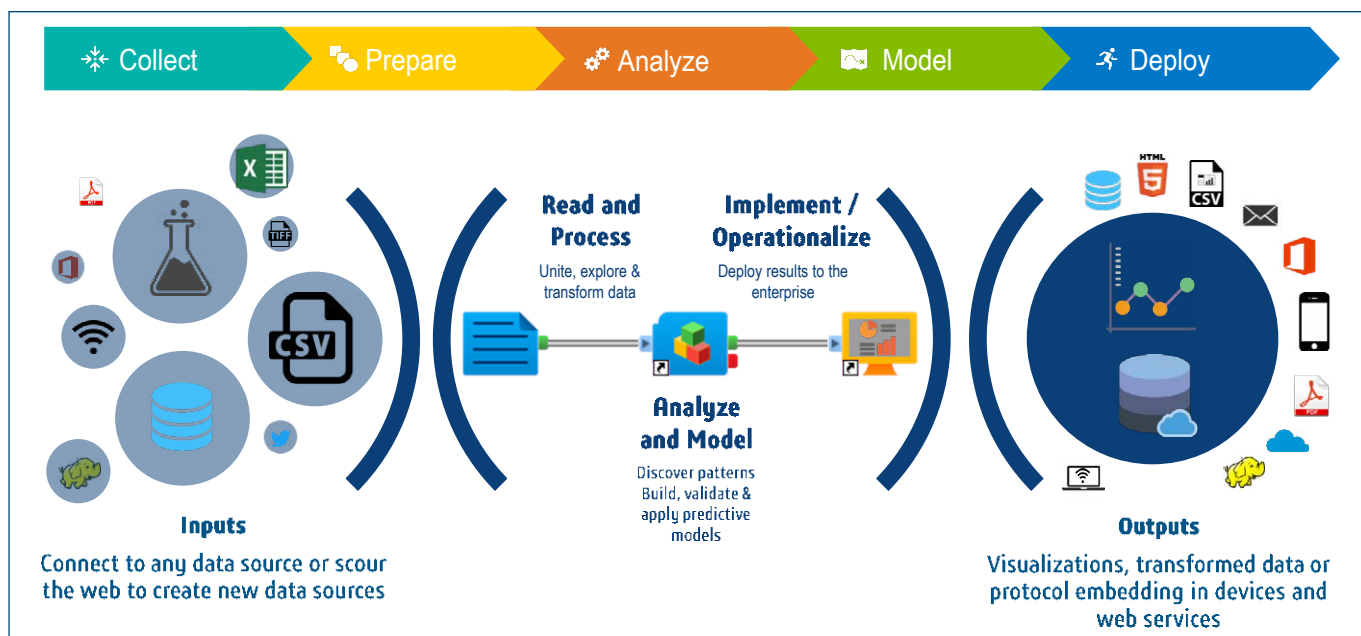 Collect
Prepare
Analyze
Model
Deploy
X
PDF
TIFF
CSV
Inputs
Connect to any data source or scour
the web to create new data sources
Read and
Process
Unite, explore &
transform data
Implement /
Operationalize
Deploy results to the
enterprise
Analyze
and Model
Discover patterns
Build, validate &
apply predictive
models
HTML
5
CSV
PDF
Outputs
Visualizations, transformed data or
protocol embedding in devices and
web services